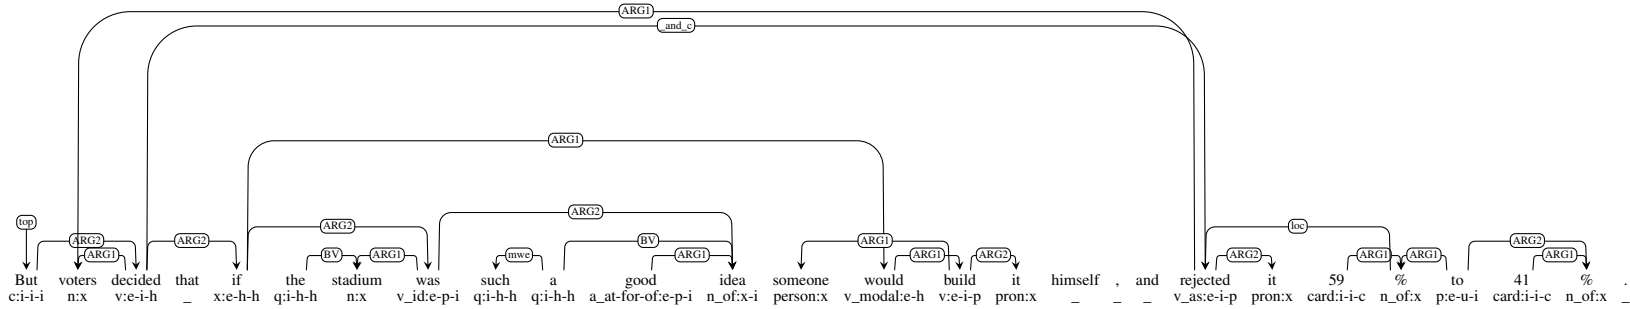 ARG1
_and_c
ARG1
top ARG2 loc
ARG2 ARG2 ARG2 BV ARG1 ARG2
ARG1 BV ARG1 mwe ARG1 ARG1 ARG2 ARG2 ARG1 ARG1 ARG1
But voters decided that if the stadium was such a good idea someone would build it himself , and rejected it 59 % to 41 % .
c:i-i-i n:x v:e-i-h _ x:e-h-h q:i-h-h n:x v_id:e-p-i q:i-h-h q:i-h-h a_at-for-of:e-p-i n_of:x-i person:x v_modal:e-h v:e-i-p pron:x _ _ _ v_as:e-i-p pron:x card:i-i-c n_of:x p:e-u-i card:i-i-c n_of:x _